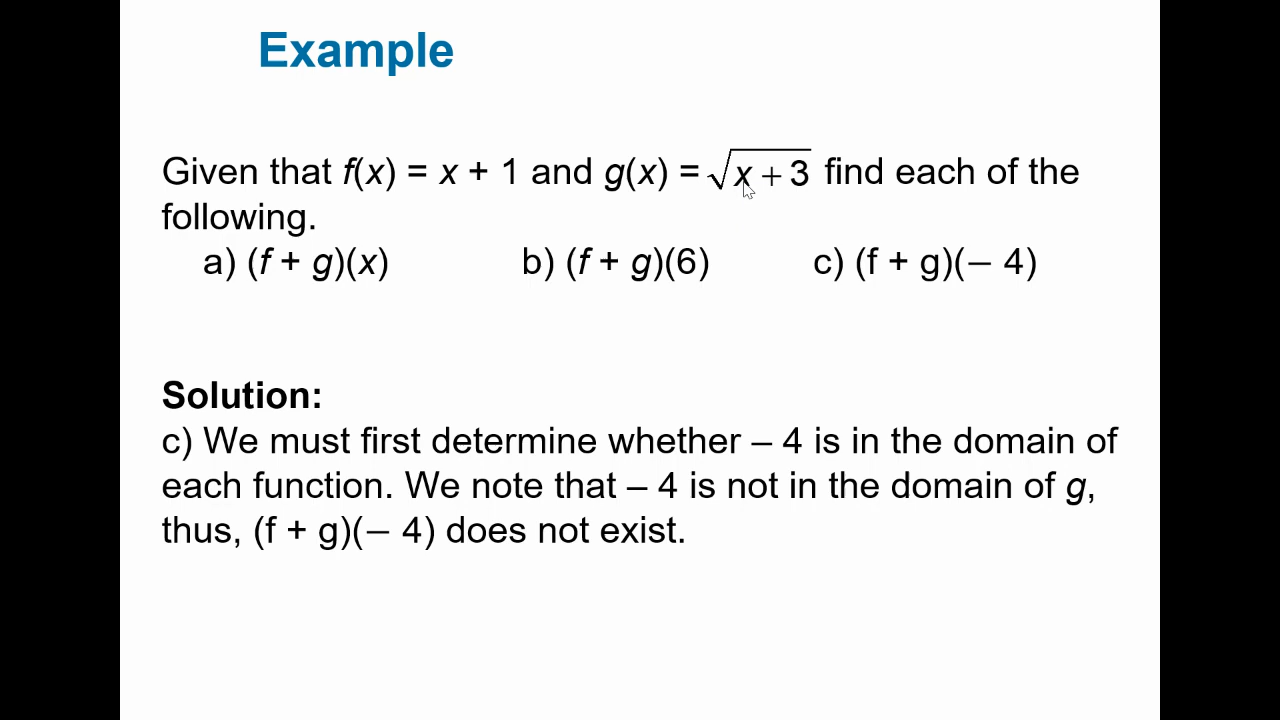 Example
Given that f(x) = x + 1 and g(x) = √x + 3 find each of the
following.
a) (f + g)(x) b) (f + g)(6) c) (f + g)(− 4)
Solution:
c) We must first determine whether – 4 is in the domain of
each function. We note that – 4 is not in the domain of g,
thus, (f + g)(− 4) does not exist.